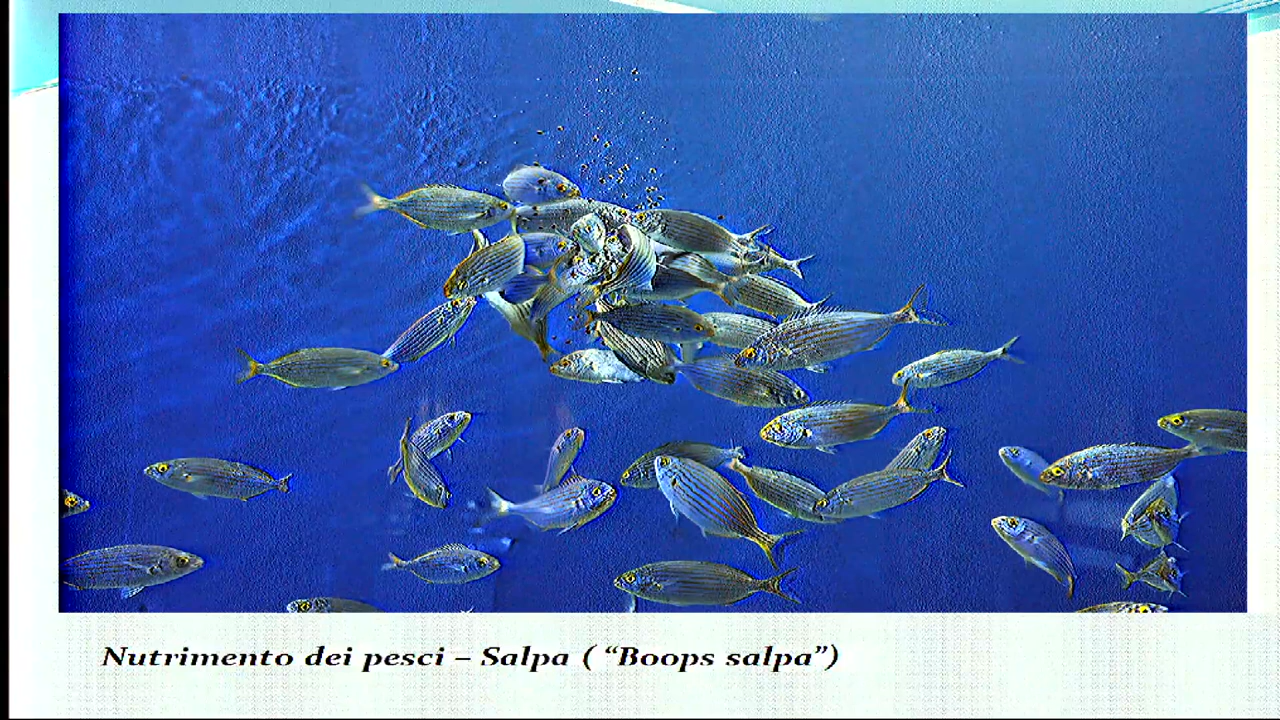 Nutrimento dei pesci – Salpa ( “Boops salpa”)